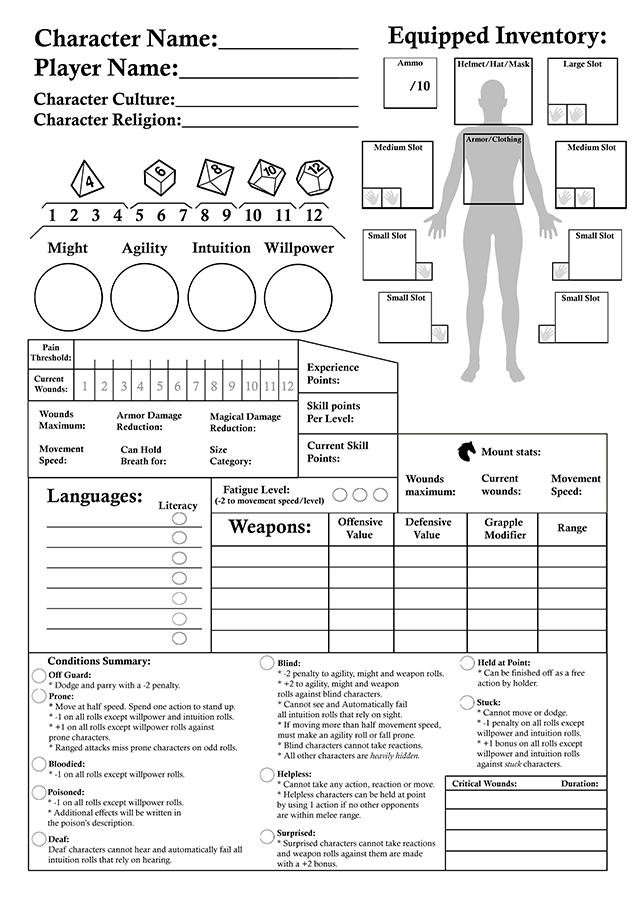 Character Name:
Player Name:
Character Culture:
Character Religion:
4
6
8
10
12
1 2 3 4 5 6 7 8 9 10 11 12
Might Agility Intuition Willpower
Equipped Inventory:
Ammo
/10
Helmet/Hat/Mask
Large Slot
Medium Slot
Armor/Clothing
Medium Slot
Small Slot
Small Slot
Small Slot
Small Slot
Pain
Threshold:
Current
Wounds:
1 2 3 4 5 6 7 8 9 10 11 12
Wounds
Maximum:
Armor Damage
Reduction:
Magical Damage
Reduction:
Movement
Speed:
Can Hold
Breath for:
Size
Category:
Experience
Points:
Skill points
Per Level:
Current Skill
Points:
Mount stats:
Wounds
maximum:
Current
wounds:
Movement
Speed:
Languages:
Literacy
Fatigue Level:
(-2 to movement speed/level)
Weapons:
Offensive
Value
Defensive
Value
Grapple
Modifier
Range
Conditions Summary:
Off Guard:
* Dodge and parry with a -2 penalty.
Prone:
* Move at half speed. Spend one action to stand up.
* -1 on all rolls except willpower and intuition rolls.
* +1 on all rolls except willpower rolls against
prone characters.
* Ranged attacks miss prone characters on odd rolls.
Bloodied:
* -1 on all rolls except willpower rolls.
Poisoned:
* -1 on all rolls except willpower rolls.
* Additional effects will be written in
the poison's description.
Deaf:
Deaf characters cannot hear and automatically fail all
intuition rolls that rely on hearing.
Blind:
* -2 penalty to agility, might and weapon rolls.
* +2 to agility, might and weapon
rolls against blind characters.
* Cannot see and Automatically fail
all intuition rolls that rely on sight.
* If moving more than half movement speed,
must make an agility roll or fall prone.
* Blind characters cannot take reactions.
* All other characters are heavily hidden.
Helpless:
* Cannot take any action, reaction or move.
* Helpless characters can be held at point
by using 1 action if no other opponents
are within melee range.
Surprised:
* Surprised characters cannot take reactions
and weapon rolls against them are made
with a +2 bonus.
Held at Point:
* Can be finished off as a free
action by holder.
Stuck:
* Cannot move or dodge.
* -1 penalty on all rolls except
willpower and intuition rolls.
* +1 bonus on all rolls except
willpower and intuition rolls
against stuck characters.
Critical Wounds: Duration: